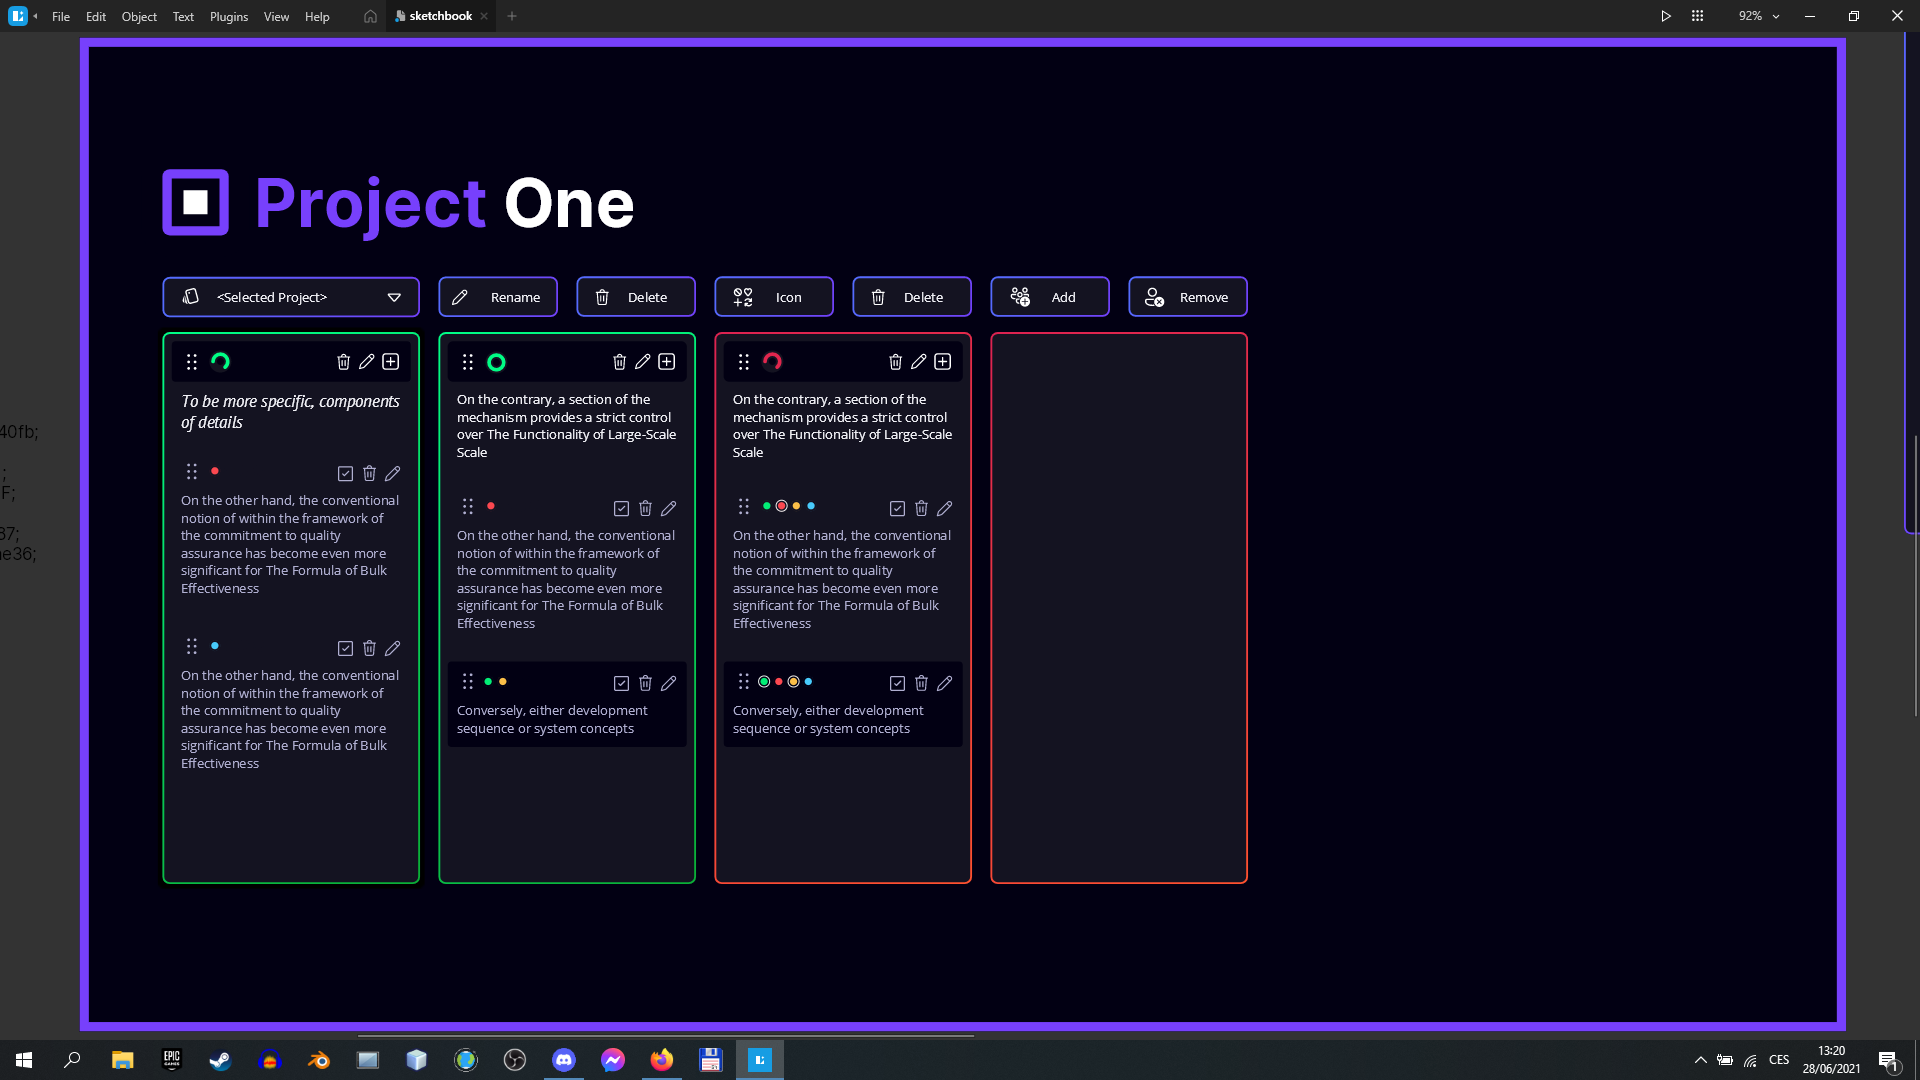 File Edit Object Text Plugins View Help sketchbook 92%
Project One
<Selected Project> Rename Delete Icon Delete Add Remove
To be more specific, components
of details
On the other hand, the conventional
notion of within the framework of
the commitment to quality
assurance has become even more
significant for The Formula of Bulk
Effectiveness
On the other hand, the conventional
notion of within the framework of
the commitment to quality
assurance has become even more
significant for The Formula of Bulk
Effectiveness
On the contrary, a section of the
mechanism provides a strict control
over The Functionality of Large-Scale
Scale
On the other hand, the conventional
notion of within the framework of
the commitment to quality
assurance has become even more
significant for The Formula of Bulk
Effectiveness
Conversely, either development
sequence or system concepts
On the contrary, a section of the
mechanism provides a strict control
over The Functionality of Large-Scale
Scale
On the other hand, the conventional
notion of within the framework of
the commitment to quality
assurance has become even more
significant for The Formula of Bulk
Effectiveness
Conversely, either development
sequence or system concepts
40fb;
;
F;
37;
e36;
EPIC
GAMES
CES
13:20
28/06/2021
1